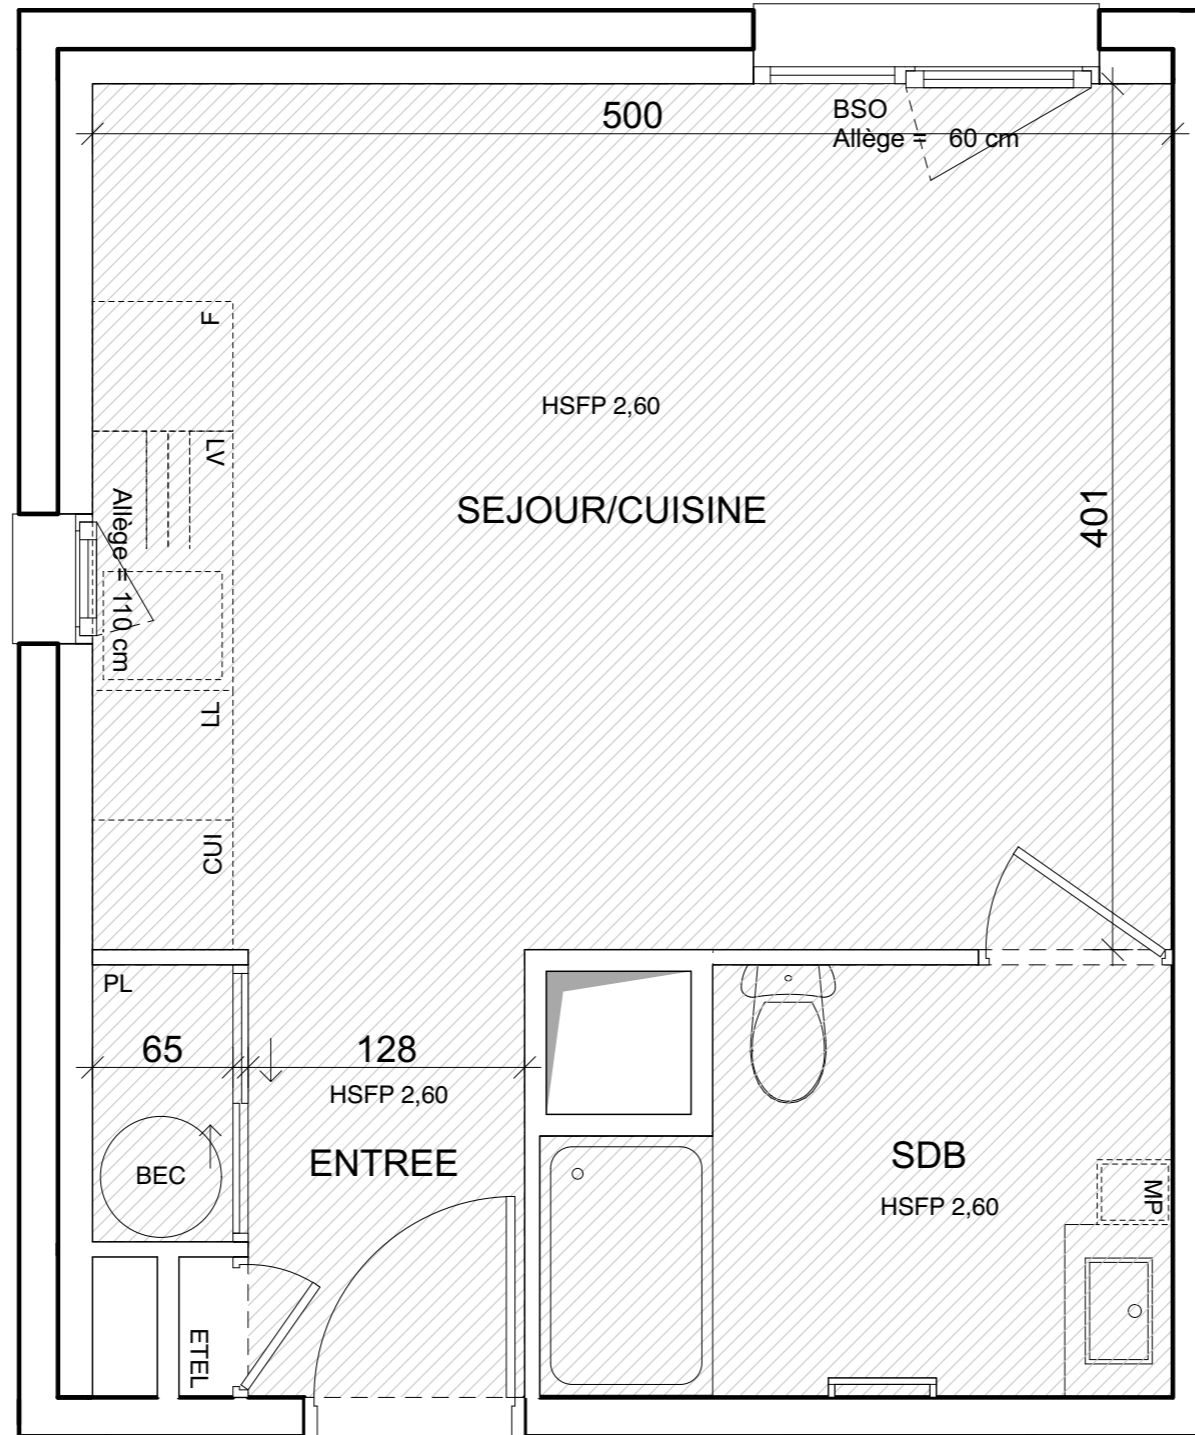 500
BSO
Allège = 60 cm
F
HSFP 2,60
LV
SEJOUR/CUISINE
401
Allège = 110 cm
LL
CUI
PL
65
128
HSFP 2,60
ENTREE
BEC
SDB
HSFP 2,60
MP
ETEL